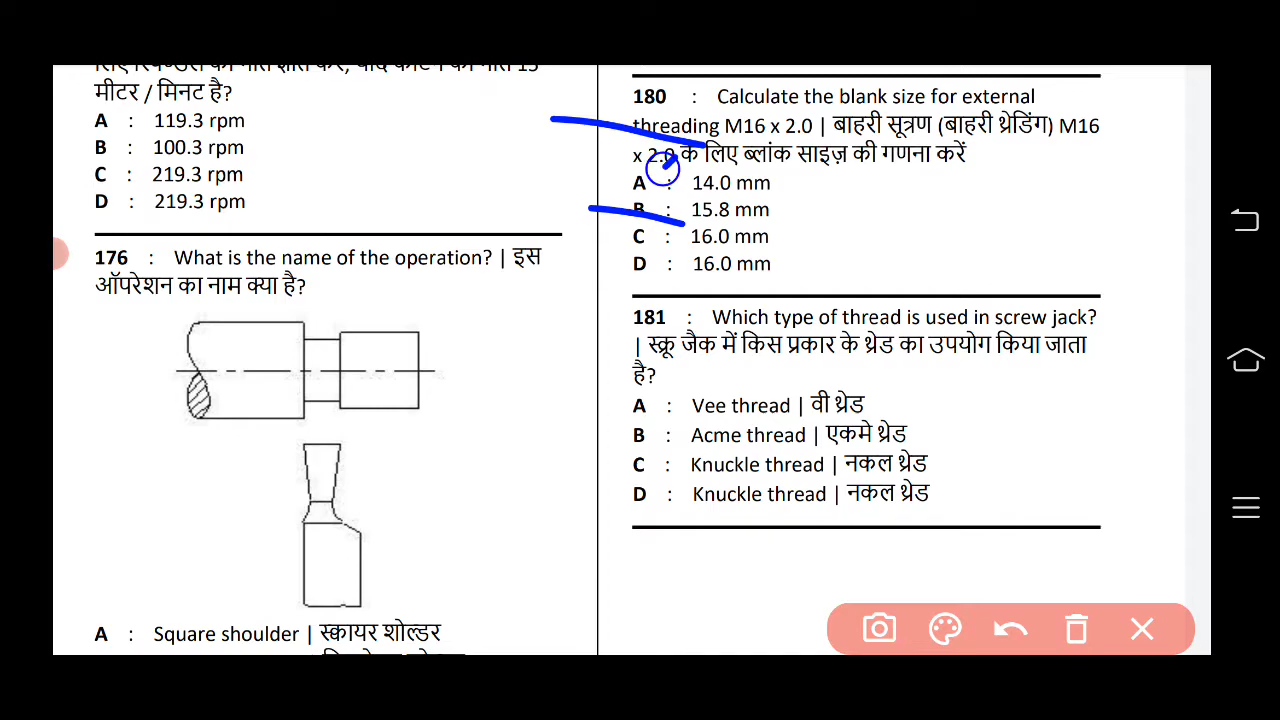 मीटर / मिनट है?
A : 119.3 rpm
B : 100.3 rpm
C : 219.3 rpm
D : 219.3 rpm
176 : What is the name of the operation? | इस
ऑपरेशन का नाम क्या है?
A : Square shoulder | स्क्वायर शोल्डर
180 : Calculate the blank size for external
threading M16 x 2.0 | बाहरी सूत्रण (बाहरी थ्रेडिंग) M16
x 2.0 के लिए ब्लांक साइज़ की गणना करें
A : 14.0 mm
B : 15.8 mm
C : 16.0 mm
D : 16.0 mm
181 : Which type of thread is used in screw jack?
| स्क्रू जैक में किस प्रकार के थ्रेड का उपयोग किया जाता
है?
A : Vee thread | वी थ्रेड
B : Acme thread | एकमे थ्रेड
C : Knuckle thread | नकल थ्रेड
D : Knuckle thread | नकल थ्रेड